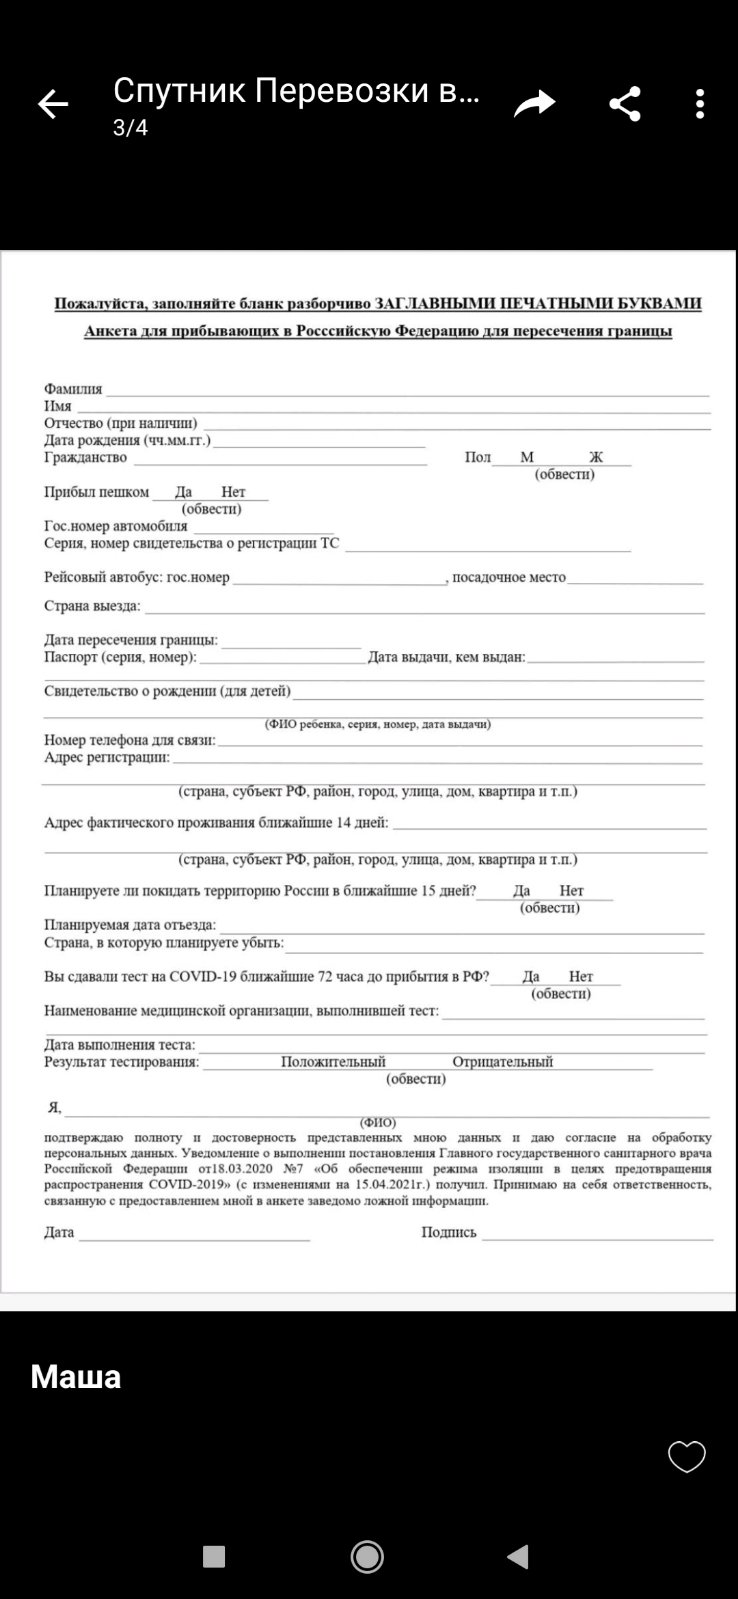 Спутник Перевозки в...
3/4
Пожалуйста, заполняйте бланк разборчиво ЗАГЛАВНЫМИ ПЕЧАТНЫМИ БУКВАМИ
Анкета для прибывающих в Росссийскую Федерацию для пересечения границы
Фамилия
Имя
Отчество (при наличии)
Дата рождения (чч.мм.гг.)
Гражданство Пол М Ж
(обвести)
Прибыл пешком Да Нет
(обвести)
Гос.номер автомобиля
Серия, номер свидетельства о регистрации ТС
Рейсовый автобус: гос.номер , посадочное место
Страна выезда:
Дата пересечения границы:
Паспорт (серия, номер): Дата выдачи, кем выдан:
Свидетельство о рождении (для детей)
(ФИО ребенка, серия, номер, дата выдачи)
Номер телефона для связи:
Адрес регистрации:
(страна, субъект РФ, район, город, улица, дом, квартира и т.п.)
Адрес фактического проживания ближайшие 14 дней:
(страна, субъект РФ, район, город, улица, дом, квартира и т.п.)
Планируете ли покидать территорию России в ближайшие 15 дней? Да Нет
(обвести)
Планируемая дата отъезда:
Страна, в которую планируете убыть:
Вы сдавали тест на COVID-19 ближайшие 72 часа до прибытия в РФ? Да Нет
(обвести)
Наименование медицинской организации, выполнившей тест:
Дата выполнения теста:
Результат тестирования: Положительный Отрицательный
(обвести)
Я,
(ФИО)
подтверждаю полноту и достоверность представленных мною данных и даю согласие на обработку
персональных данных. Уведомление о выполнении постановления Главного государственного санитарного врача
Российской Федерации от18.03.2020 №7 «Об обеспечении режима изоляции в целях предотвращения
распространения COVID-2019» (с изменениями на 15.04.2021г.) получил. Принимаю на себя ответственность,
связанную с предоставлением мной в анкете заведомо ложной информации.
Дата Подпись
Маша